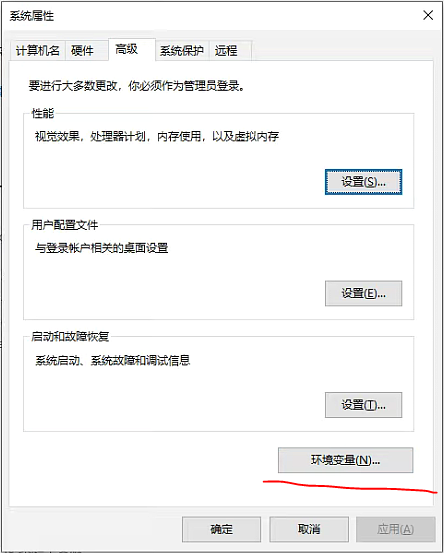 系统属性
计算机名 硬件 高级 系统保护 远程
要进行大多数更改，你必须作为管理员登录。
性能
视觉效果，处理器计划，内存使用，以及虚拟内存
设置(S)...
用户配置文件
与登录帐户相关的桌面设置
设置(E)...
启动和故障恢复
系统启动、系统故障和调试信息
设置(T)...
环境变量(N)...
确定 取消 应用(A)